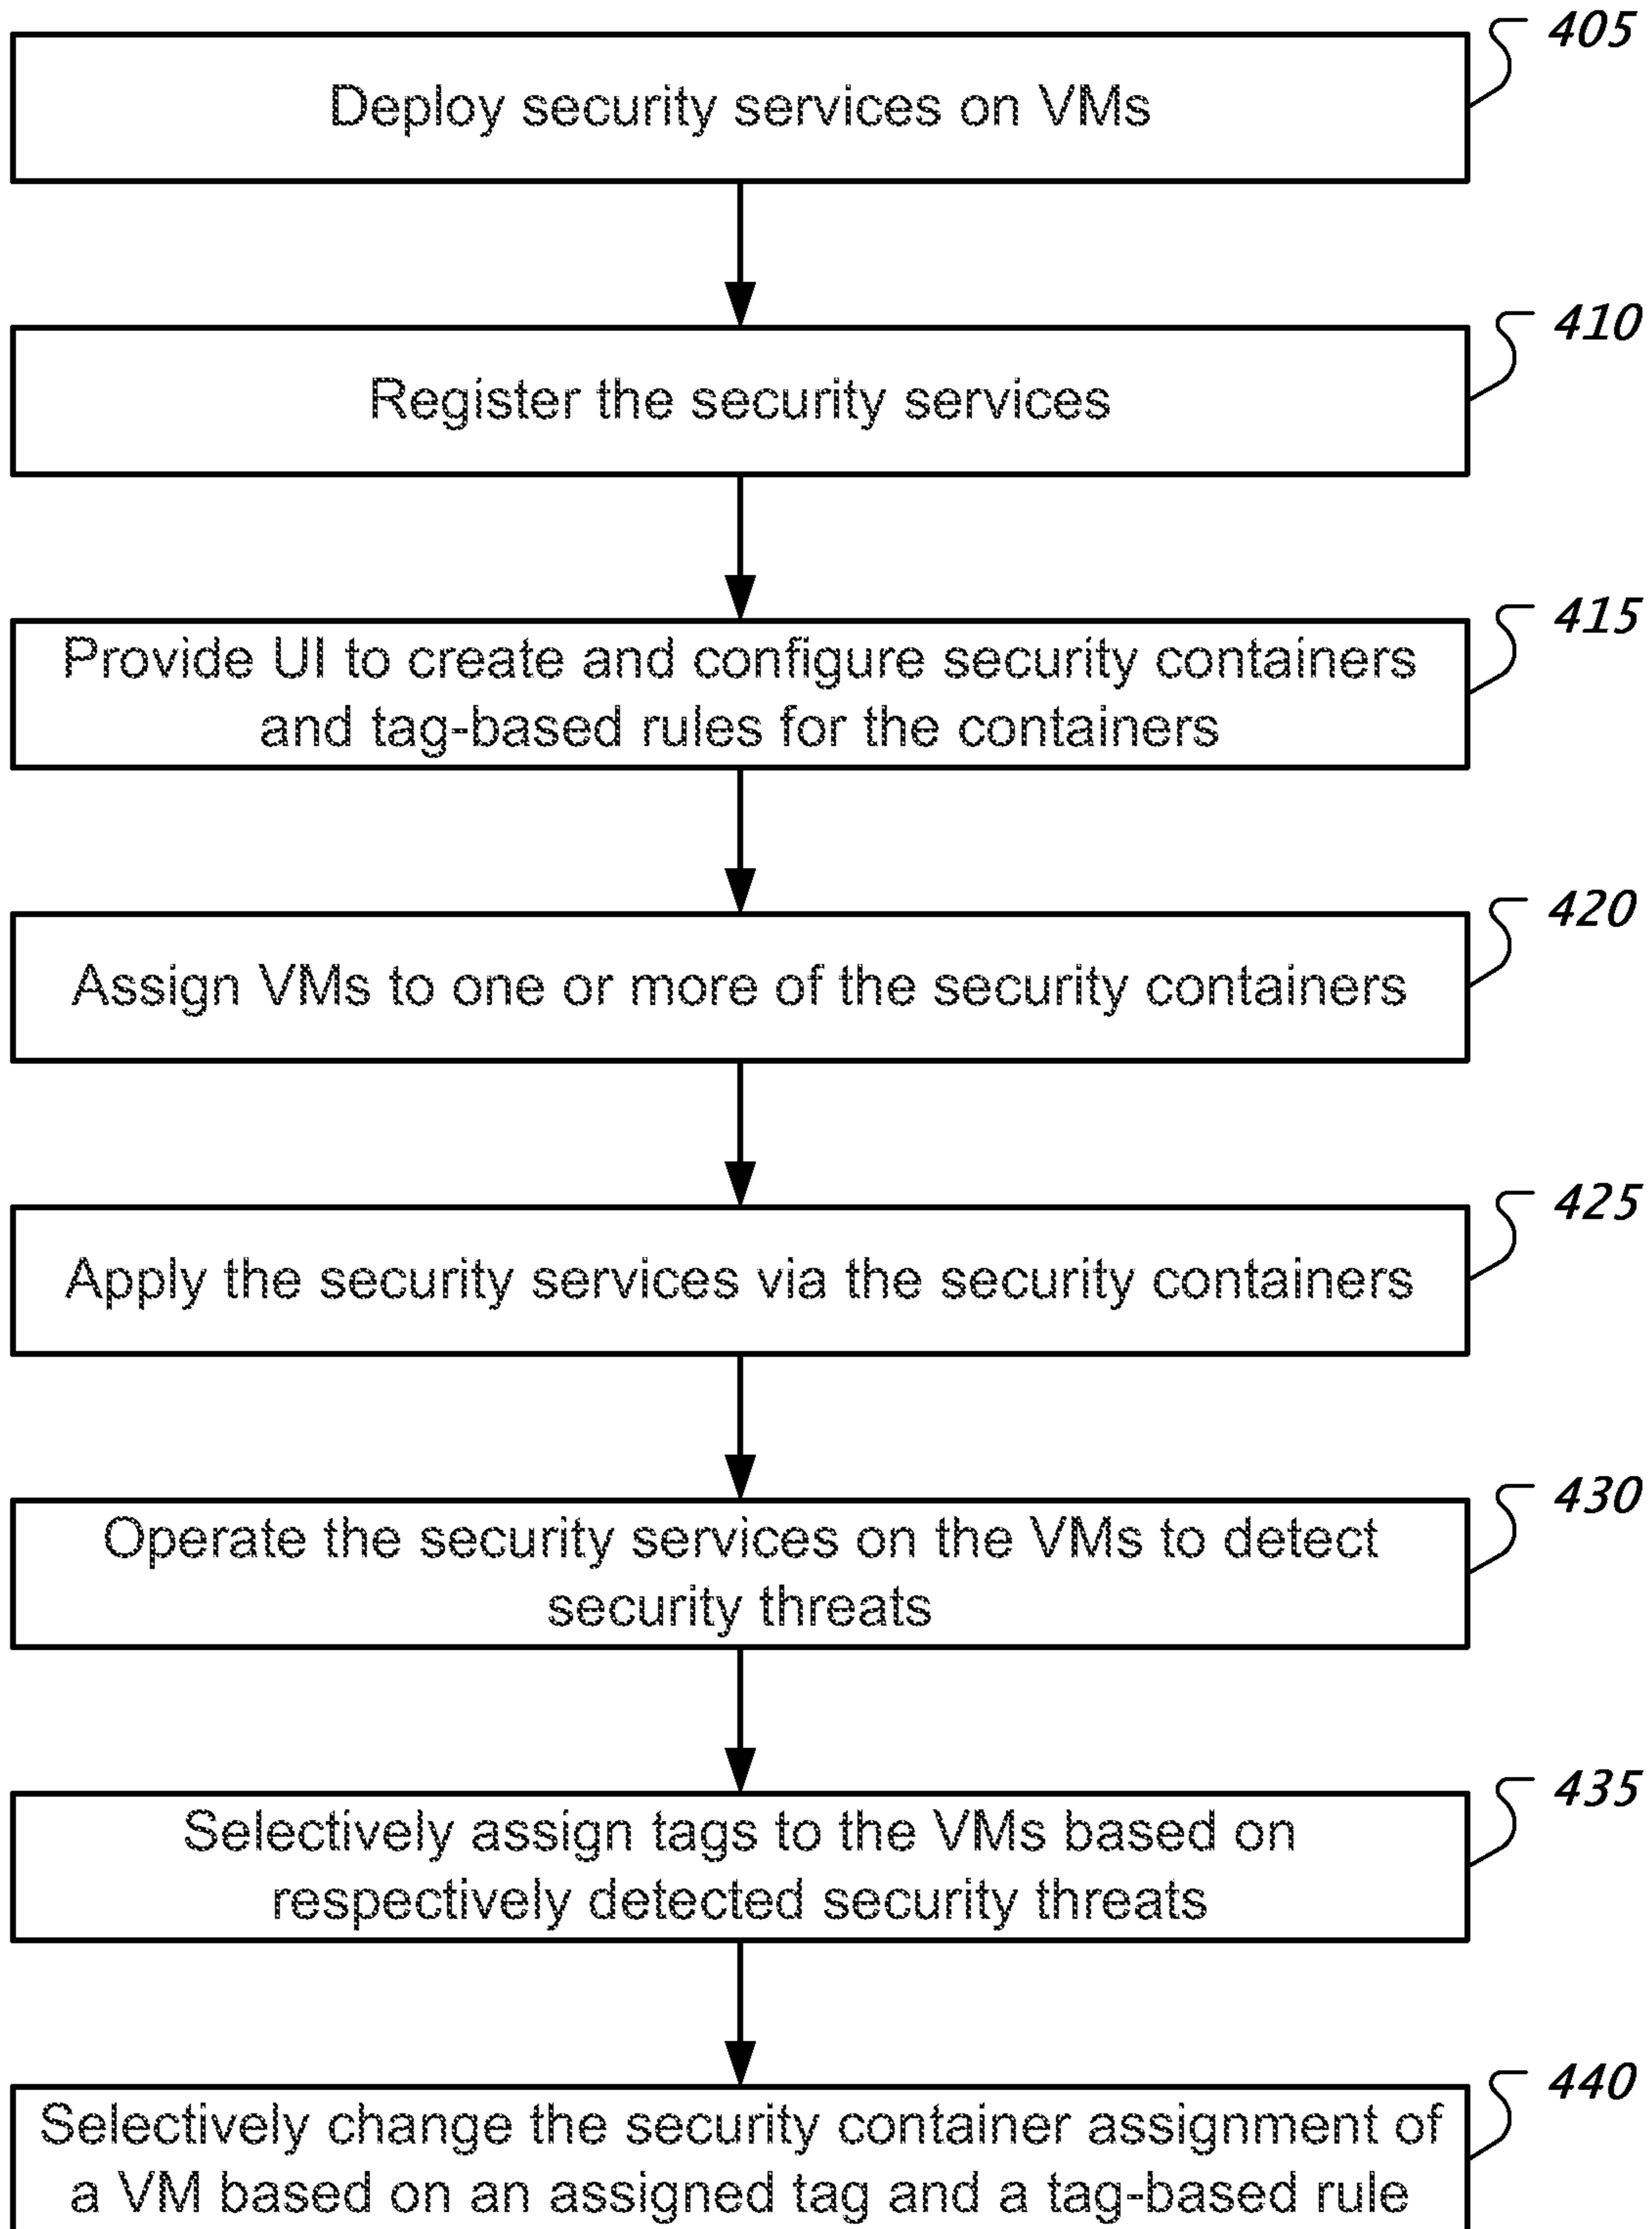 405
Deploy security services on VMs
410
Register the security services
415
Provide UI to create and configure security containers
and tag-based rules for the containers
420
Assign VMs to one or more of the security containers
425
Apply the security services via the security containers
430
Operate the security services on the VMs to detect
security threats
435
Selectively assign tags to the VMs based on
respectively detected security threats
440
Selectively change the security container assignment of
a VM based on an assigned tag and a tag-based rule